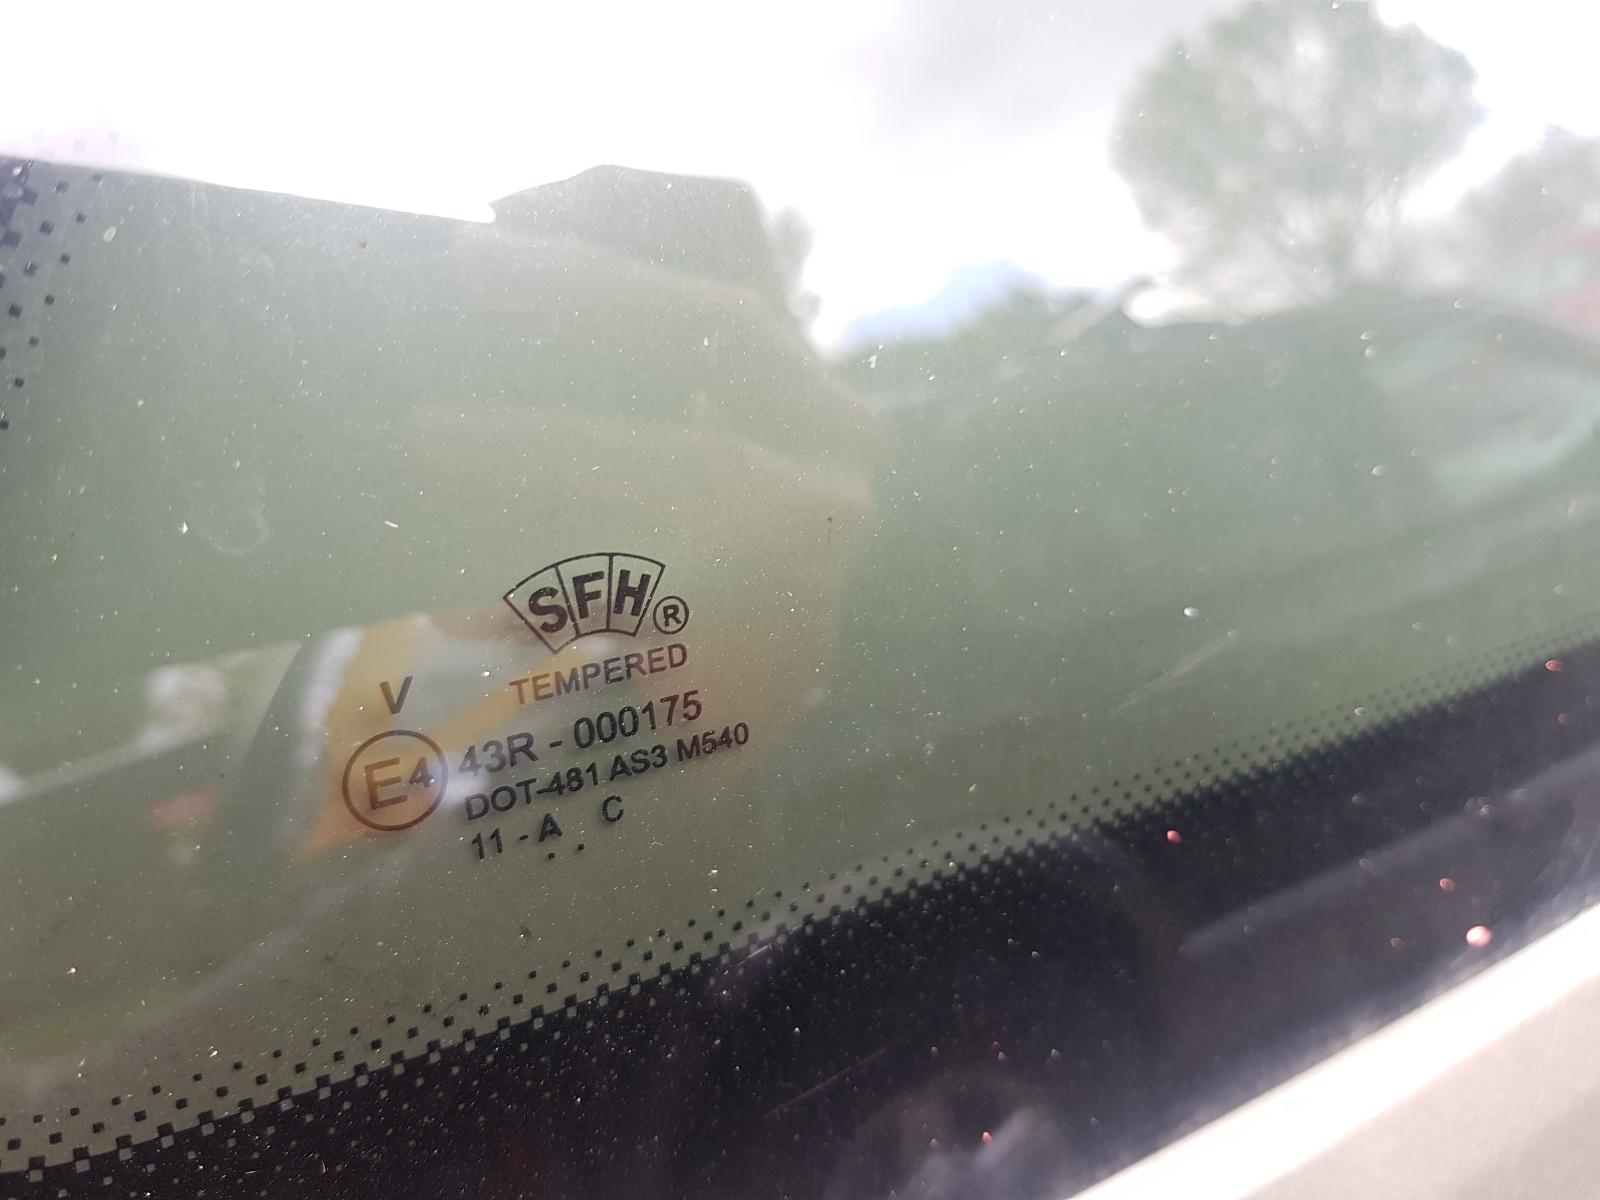 SFH ®
TEMPERED
V
E4 43R - 000175
DOT-481 AS3 M540
11 - A C
. .